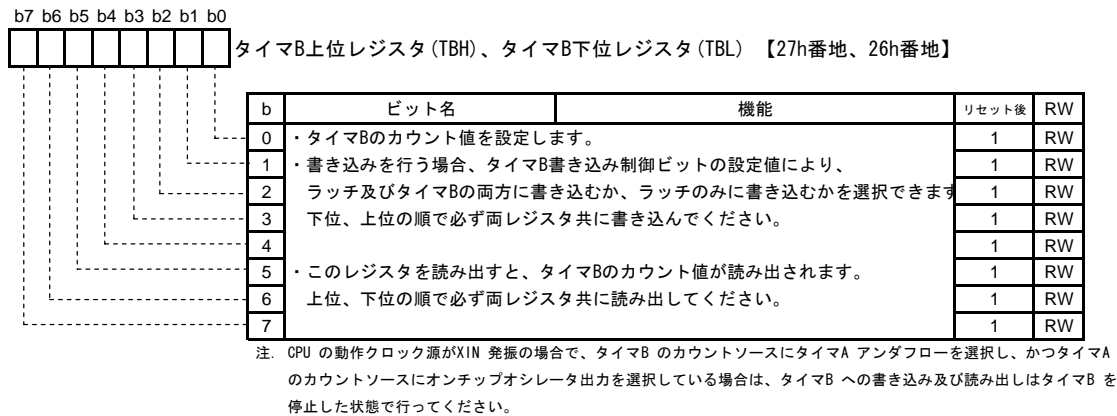 b7 b6 b5 b4 b3 b2 b1 b0
タイマB上位レジスタ(TBH)、タイマB下位レジスタ(TBL) 【27h番地、26h番地】
b ビット名 機能 リセット後 RW
0 ・タイマBのカウント値を設定します。 1 RW
1 ・書き込みを行う場合、タイマB書き込み制御ビットの設定値により、 1 RW
2 ラッチ及びタイマBの両方に書き込むか、ラッチのみに書き込むかを選択できます 1 RW
3 下位、上位の順で必ず両レジスタ共に書き込んでください。 1 RW
4 1 RW
5 ・このレジスタを読み出すと、タイマBのカウント値が読み出されます。 1 RW
6 上位、下位の順で必ず両レジスタ共に読み出してください。 1 RW
7 1 RW
注. CPU の動作クロック源がXIN 発振の場合で、タイマB のカウントソースにタイマA アンダフローを選択し、かつタイマA
のカウントソースにオンチップオシレータ出力を選択している場合は、タイマB への書き込み及び読み出しはタイマB を
停止した状態で行ってください。